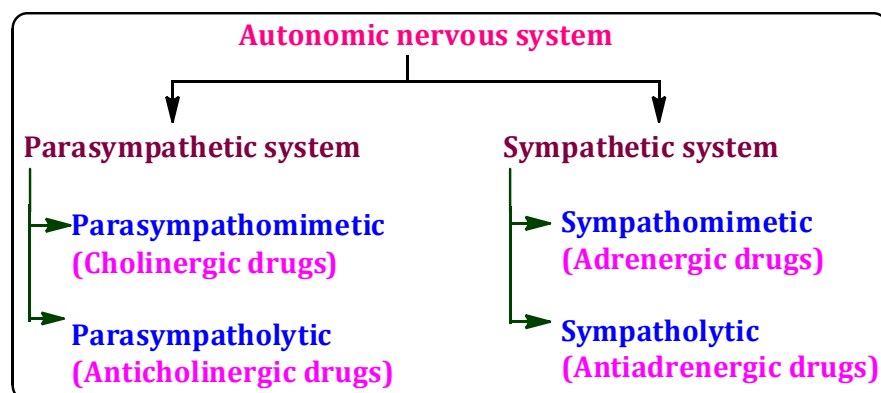 Autonomic nervous system
Parasympathetic system
Parasympathomimetic
(Cholinergic drugs)
Parasympatholytic
(Anticholinergic drugs)
Sympathetic system
Sympathomimetic
(Adrenergic drugs)
Sympatholytic
(Antiadrenergic drugs)